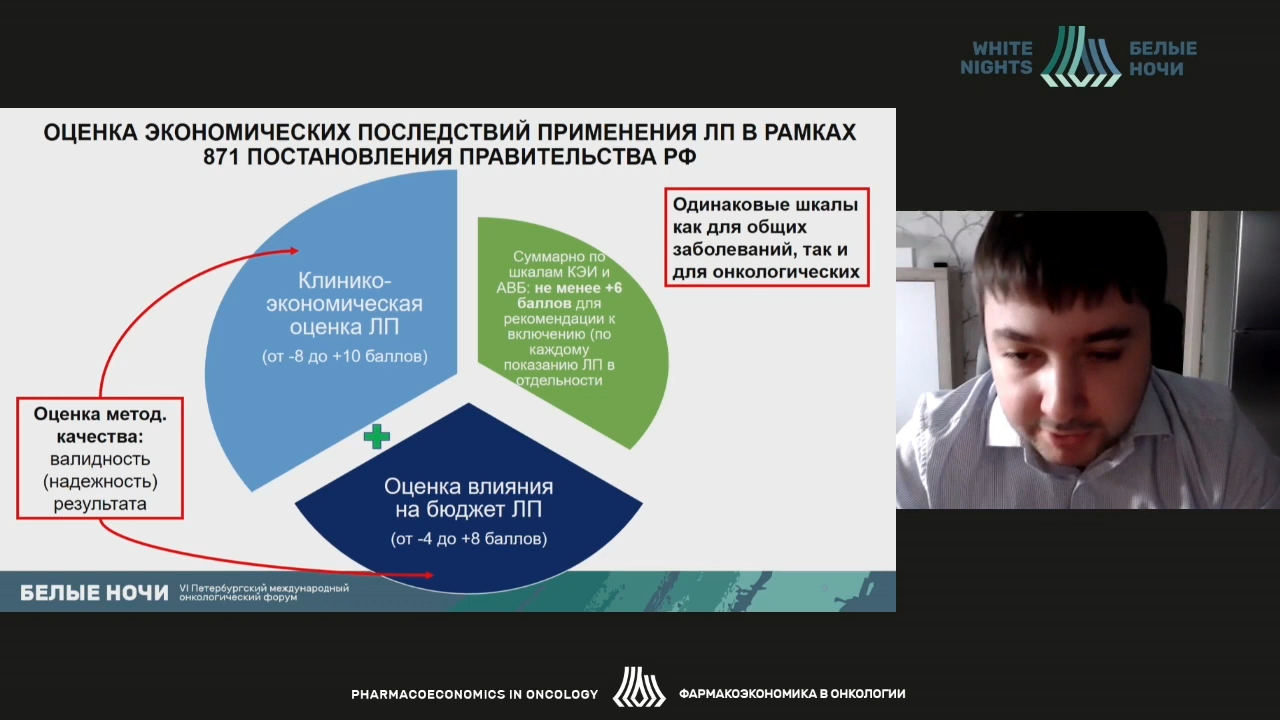 WHITE
NIGHTS
БЕЛЫЕ
НОЧИ
ОЦЕНКА ЭКОНОМИЧЕСКИХ ПОСЛЕДСТВИЙ ПРИМЕНЕНИЯ ЛП В РАМКАХ
871 ПОСТАНОВЛЕНИЯ ПРАВИТЕЛЬСТВА РФ
Одинаковые шкалы
как для общих
заболеваний, так и
для онкологических
Суммарно по
шкалам КЭИ и
АВБ: не менее +6
баллов для
рекомендации к
включению (по
каждому
показанию ЛП в
отдельности
Клинико-
экономическая
оценка ЛП
(от -8 до +10 баллов)
Оценка метод.
качества:
валидность
(надежность)
результата
Оценка влияния
на бюджет ЛП
(от -4 до +8 баллов)
БЕЛЫЕ НОЧИ
VI Петербургский международный
онкологический форум
PHARMACOECONOMICS IN ONCOLOGY
ФАРМАКОЭКОНОМИКА В ОНКОЛОГИИ